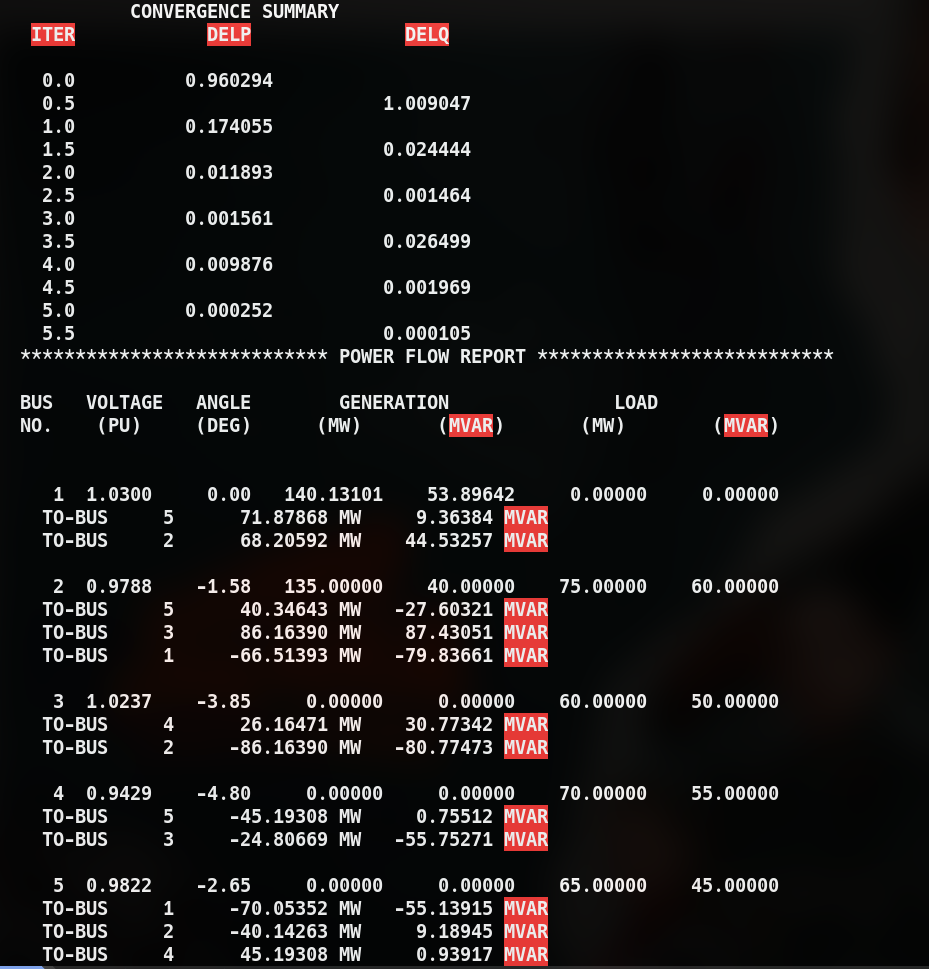 CONVERGENCE SUMMARY
ITER DELP DELQ
0.0 0.960294
0.5 1.009047
1.0 0.174055
1.5 0.024444
2.0 0.011893
2.5 0.001464
3.0 0.001561
3.5 0.026499
4.0 0.009876
4.5 0.001969
5.0 0.000252
5.5 0.000105
**************************** POWER FLOW REPORT ***************************
BUS VOLTAGE ANGLE GENERATION LOAD
NO. (PU) (DEG) (MW) (MVAR) (MW) (MVAR)
1 1.0300 0.00 140.13101 53.89642 0.00000 0.00000
TO-BUS 5 71.87868 MW 9.36384 MVAR
TO-BUS 2 68.20592 MW 44.53257 MVAR
2 0.9788 -1.58 135.00000 40.00000 75.00000 60.00000
TO-BUS 5 40.34643 MW -27.60321 MVAR
TO-BUS 3 86.16390 MW 87.43051 MVAR
TO-BUS 1 -66.51393 MW -79.83661 MVAR
3 1.0237 -3.85 0.00000 0.00000 60.00000 50.00000
TO-BUS 4 26.16471 MW 30.77342 MVAR
TO-BUS 2 -86.16390 MW -80.77473 MVAR
4 0.9429 -4.80 0.00000 0.00000 70.00000 55.00000
TO-BUS 5 -45.19308 MW 0.75512 MVAR
TO-BUS 3 -24.80669 MW -55.75271 MVAR
5 0.9822 -2.65 0.00000 0.00000 65.00000 45.00000
TO-BUS 1 -70.05352 MW -55.13915 MVAR
TO-BUS 2 -40.14263 MW 9.18945 MVAR
TO-BUS 4 45.19308 MW 0.93917 MVAR